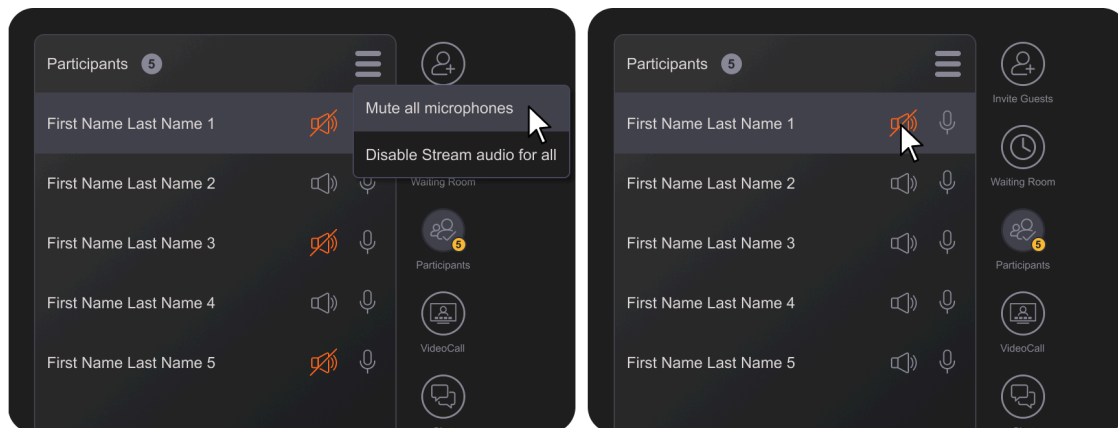 Participants 5
First Name Last Name 1
First Name Last Name 2
First Name Last Name 3
First Name Last Name 4
First Name Last Name 5
Mute all microphones
Disable Stream audio for all
Waiting Room
5
Participants
VideoCall
Participants 5
First Name Last Name 1
First Name Last Name 2
First Name Last Name 3
First Name Last Name 4
First Name Last Name 5
Invite Guests
Waiting Room
5
Participants
VideoCall